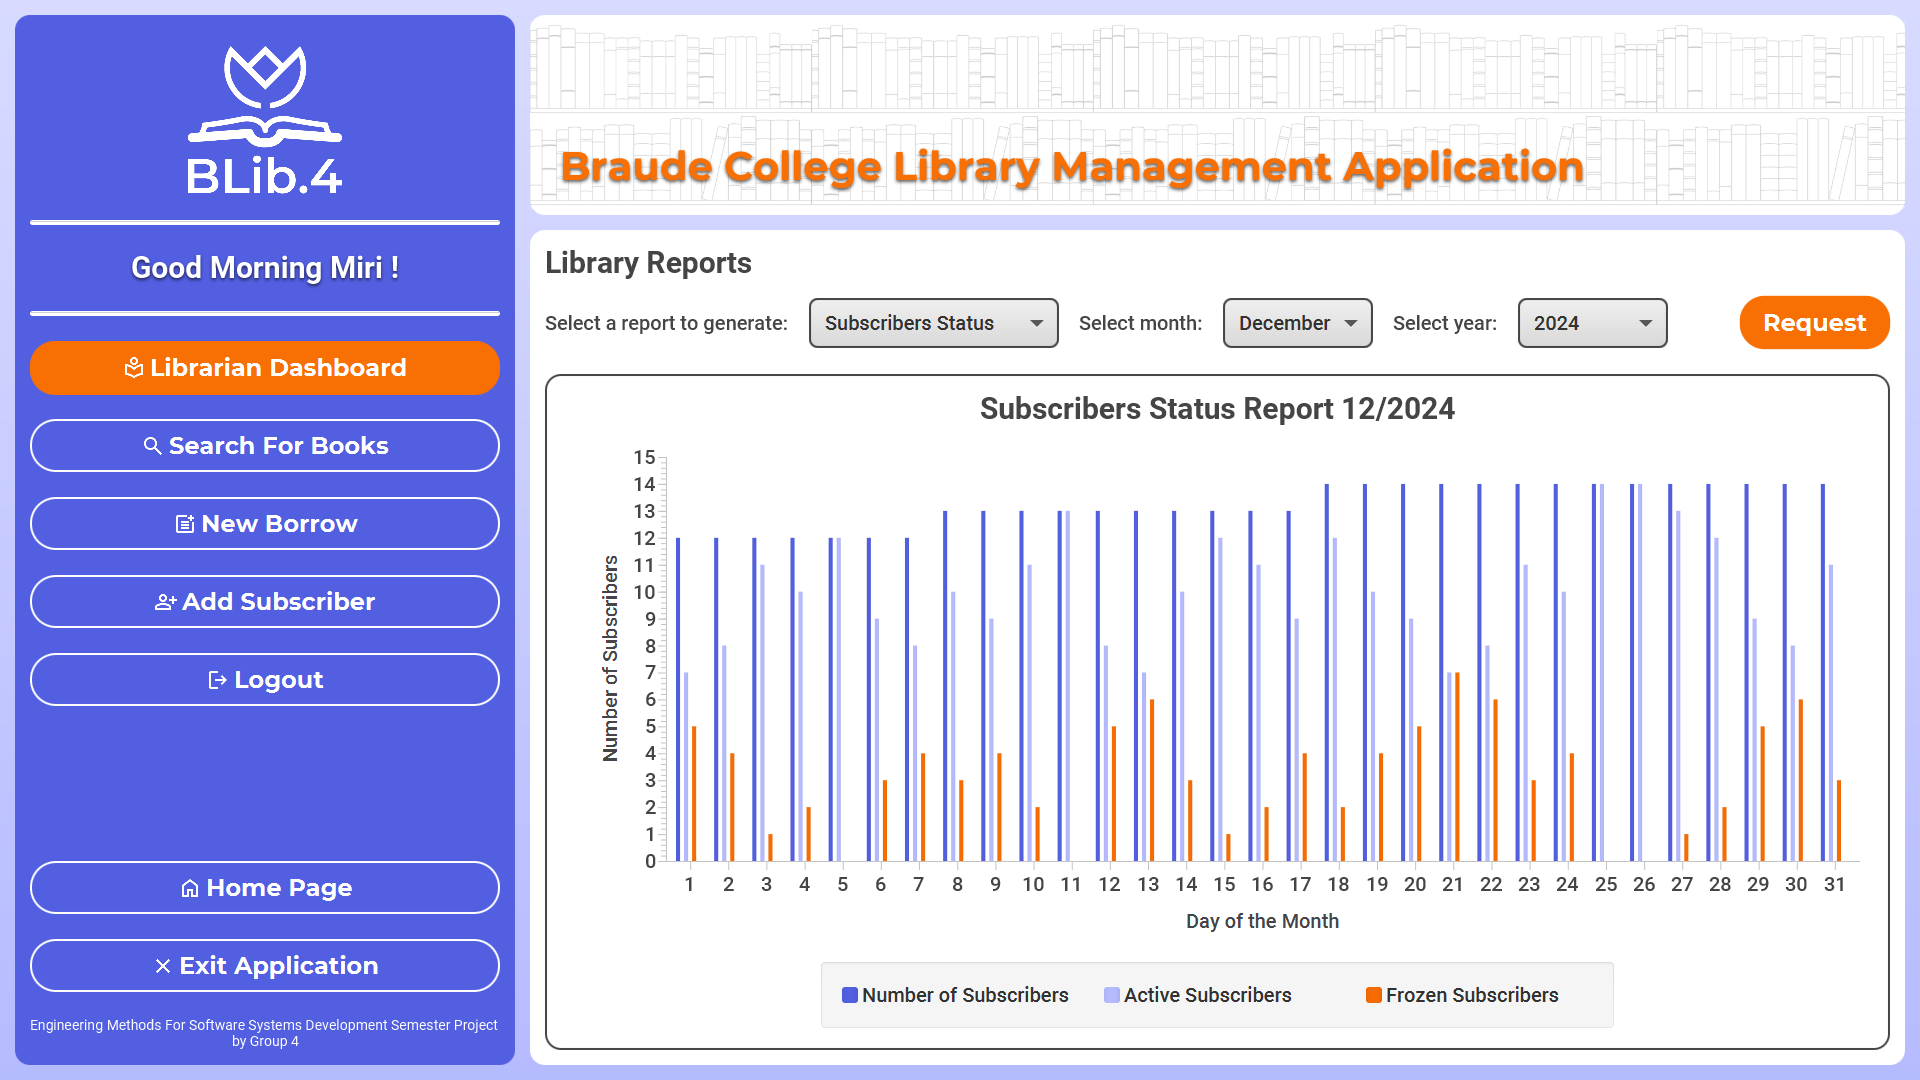 BLib.4
Good Morning Miri !
Librarian Dashboard
Search For Books
New Borrow
Add Subscriber
Logout
Home Page
Exit Application
Engineering Methods For Software Systems Development Semester Project
by Group 4
Braude College Library Management Application
Library Reports
Select a report to generate: Subscribers Status Select month: December Select year: 2024 Request
Subscribers Status Report 12/2024
Number of Subscribers
15
14
13
12
11
10
9
8
7
6
5
4
3
2
1
0
1 2 3 4 5 6 7 8 9 10 11 12 13 14 15 16 17 18 19 20 21 22 23 24 25 26 27 28 29 30 31
Day of the Month
Number of Subscribers Active Subscribers Frozen Subscribers